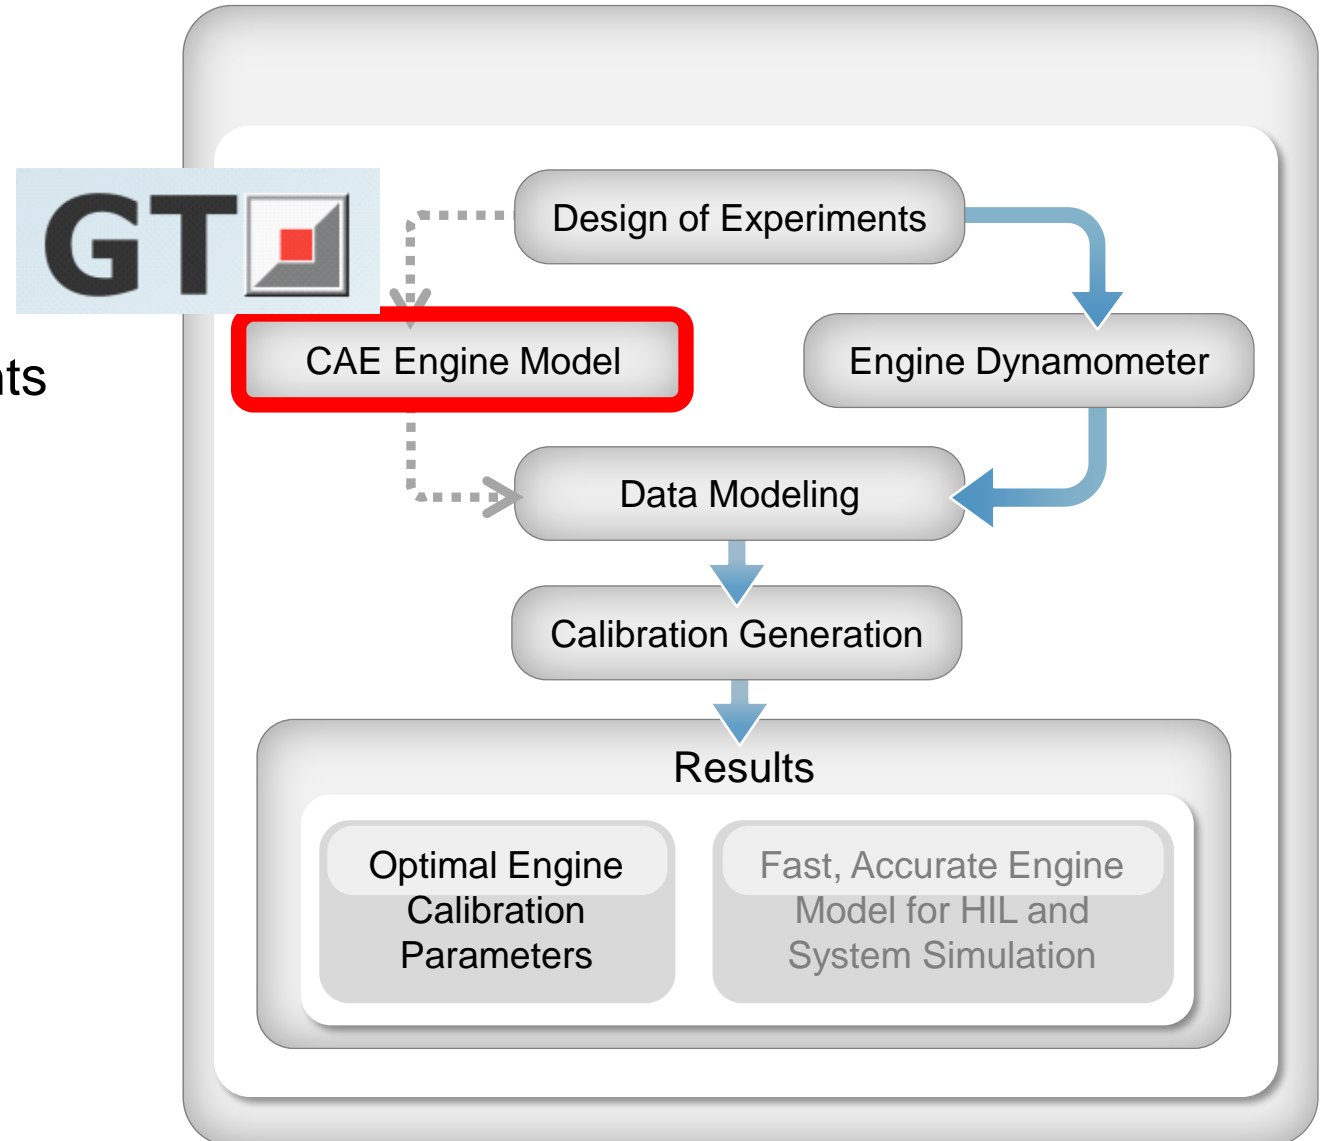 Design of Experiments
GT
CAE Engine Model
Engine Dynamometer
nts
Data Modeling
Calibration Generation
Results
Optimal Engine
Calibration
Parameters
Fast, Accurate Engine
Model for HIL and
System Simulation